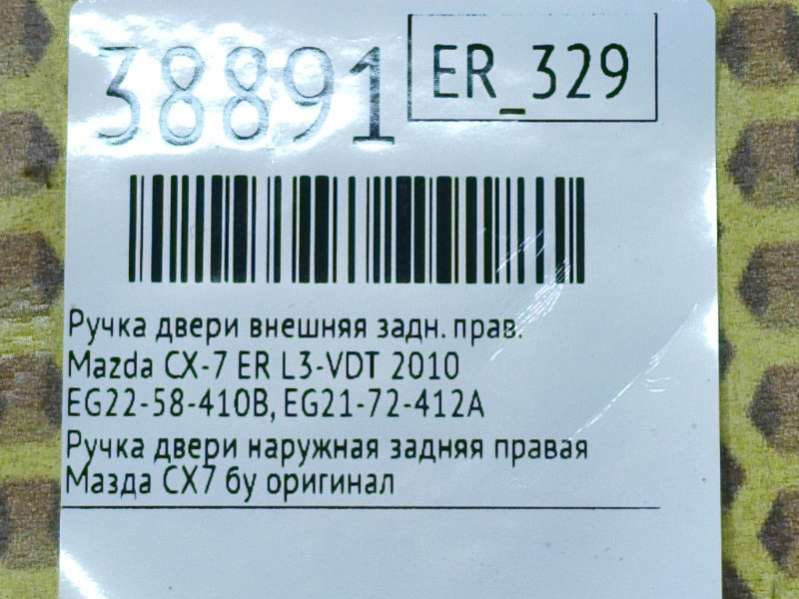 38891
ER_329
Ручка двери внешняя задн. прав.
Mazda CX-7 ER L3-VDT 2010
EG22-58-410B, EG21-72-412A
Ручка двери наружная задняя правая
Мазда CX7 бу оригинал